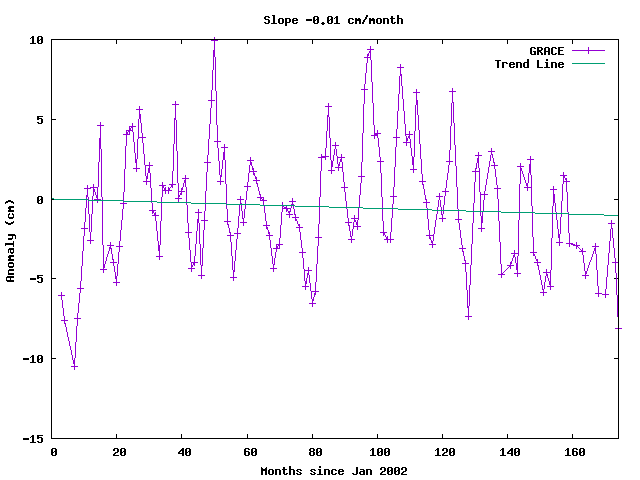 Slope -0.01 cm/month
GRACE
Trend Line
10
5
0
-5
-10
-15
Anomaly (cm)
0 20 40 60 80 100 120 140 160
Months since Jan 2002